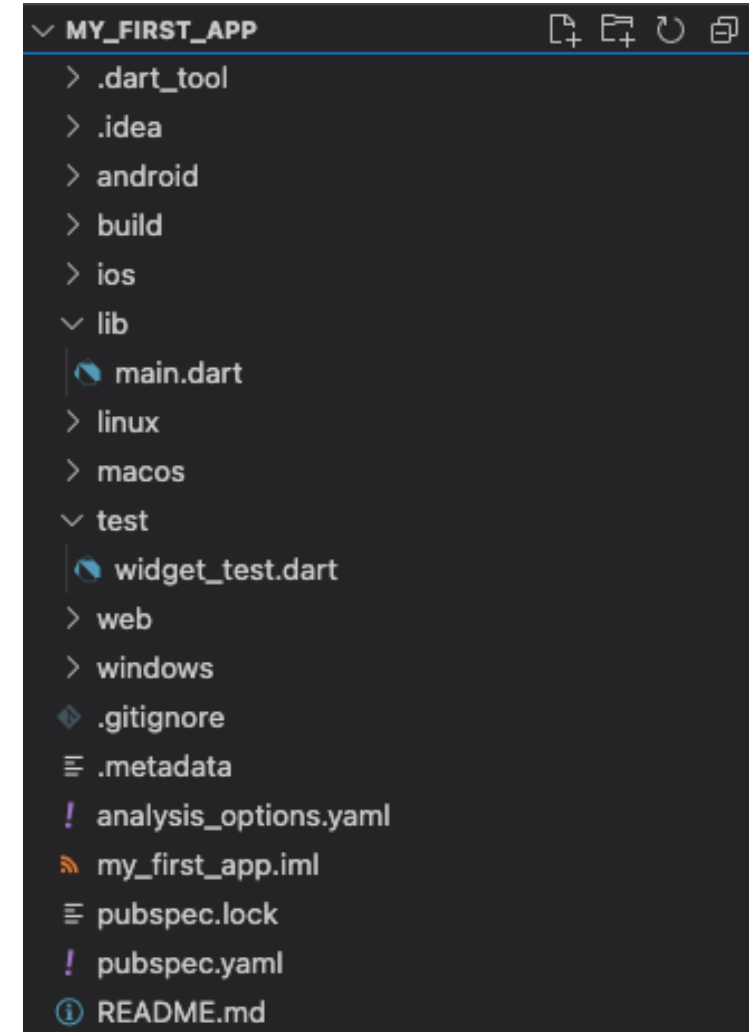 MY_FIRST_APP
.dart_tool
.idea
android
build
ios
lib
main.dart
linux
macos
test
widget_test.dart
web
windows
.gitignore
.metadata
analysis_options.yaml
my_first_app.iml
pubspec.lock
pubspec.yaml
README.md